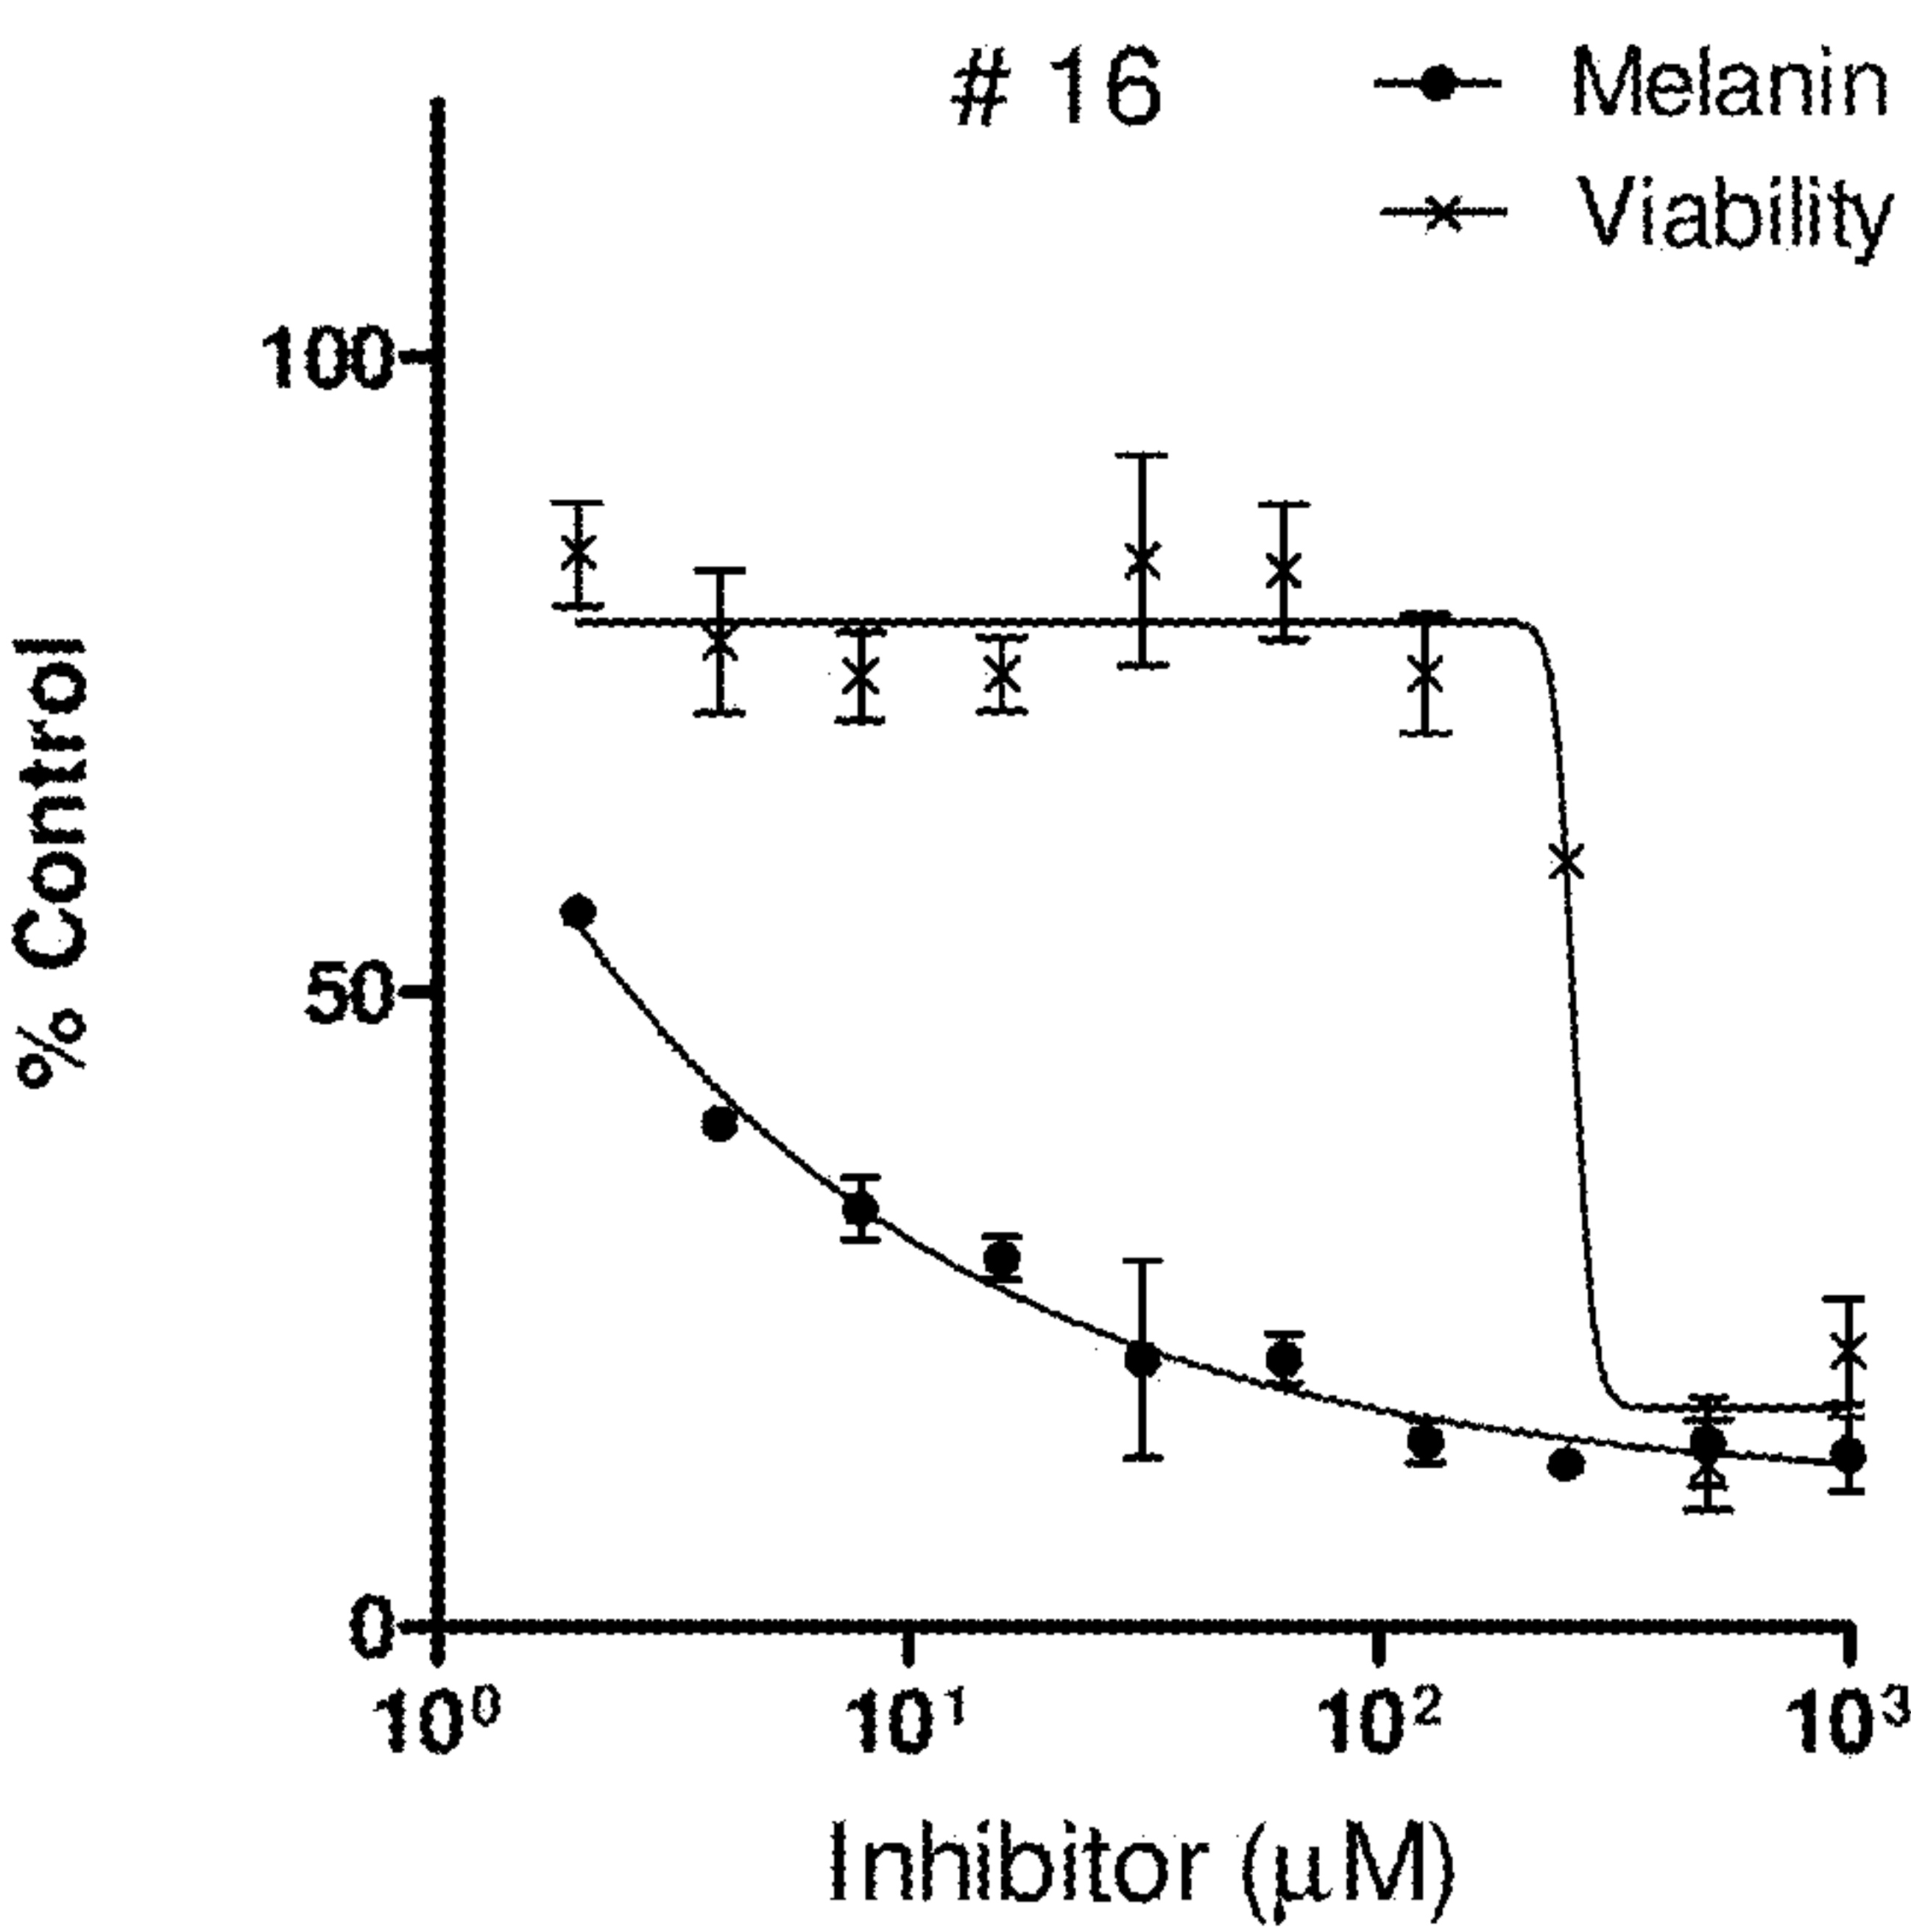 # 16
Melanin
Viability
100
50
0
% Control
10⁰ 10¹ 10² 10³
Inhibitor (µM)